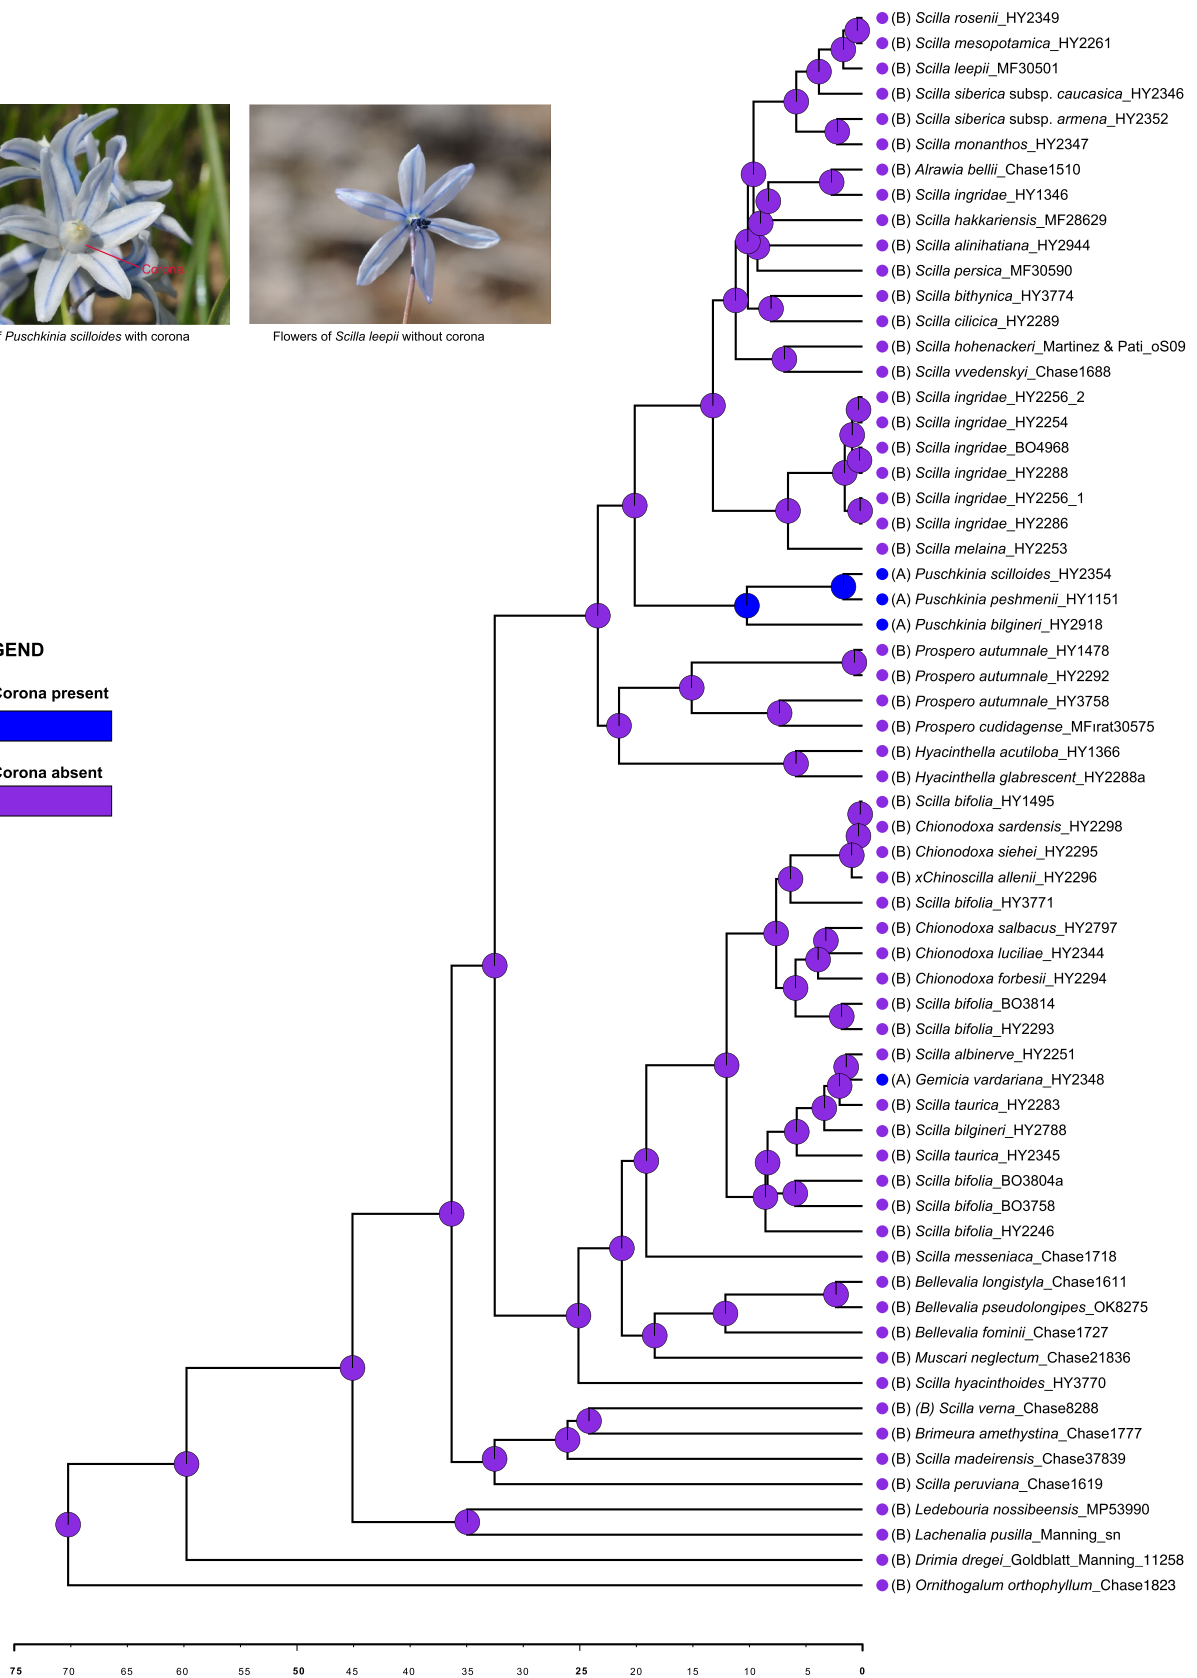 (B) Scilla rosenii_HY2349
(B) Scilla mesopotamica_HY2261
(B) Scilla leepii_MF30501
(B) Scilla siberica subsp. caucasica_HY2346
(B) Scilla siberica subsp. armena_HY2352
(B) Scilla monanthos_HY2347
(B) Alrawia bellii_Chase1510
(B) Scilla ingridae_HY1346
(B) Scilla hakkariensis_MF28629
(B) Scilla alinihatiana_HY2944
(B) Scilla persica_MF30590
(B) Scilla bithynica_HY3774
(B) Scilla cilicica_HY2289
(B) Scilla hohenackeri_Martinez & Pati_oS09
(B) Scilla vvedenskyi_Chase1688
(B) Scilla ingridae_HY2256_2
(B) Scilla ingridae_HY2254
(B) Scilla ingridae_BO4968
(B) Scilla ingridae_HY2288
(B) Scilla ingridae_HY2256_1
(B) Scilla ingridae_HY2286
(B) Scilla melaina_HY2253
(A) Puschkinia scilloides_HY2354
(A) Puschkinia peshmenii_HY1151
(A) Puschkinia bilgineri_HY2918
(B) Prospero autumnale_HY1478
(B) Prospero autumnale_HY2292
(B) Prospero autumnale_HY3758
(B) Prospero cudidagense_MFırat30575
(B) Hyacinthella acutiloba_HY1366
(B) Hyacinthella glabrescent_HY2288a
(B) Scilla bifolia_HY1495
(B) Chionodoxa sardensis_HY2298
(B) Chionodoxa siehei_HY2295
(B) xChinoscilla allenii_HY2296
(B) Scilla bifolia_HY3771
(B) Chionodoxa salbacus_HY2797
(B) Chionodoxa luciliae_HY2344
(B) Chionodoxa forbesii_HY2294
(B) Scilla bifolia_BO3814
(B) Scilla bifolia_HY2293
(B) Scilla albinerve_HY2251
(A) Gemicia vardariana_HY2348
(B) Scilla taurica_HY2283
(B) Scilla bilgineri_HY2788
(B) Scilla taurica_HY2345
(B) Scilla bifolia_BO3804a
(B) Scilla bifolia_BO3758
(B) Scilla bifolia_HY2246
(B) Scilla messeniaca_Chase1718
(B) Bellevalia longistyla_Chase1611
(B) Bellevalia pseudolongipes_OK8275
(B) Bellevalia fominii_Chase1727
(B) Muscari neglectum_Chase21836
(B) Scilla hyacinthoides_HY3770
(B) (B) Scilla verna_Chase8288
(B) Brimeura amethystina_Chase1777
(B) Scilla madeirensis_Chase37839
(B) Scilla peruviana_Chase1619
(B) Ledebouria nossibeensis_MP53990
(B) Lachenalia pusilla_Manning_sn
(B) Drimia dregei_Goldblatt_Manning_11258
(B) Ornithogalum orthophyllum_Chase1823
Corona
Puschkinia scilloides with corona
Flowers of Scilla leepii without corona
GEND
Corona present
Corona absent
75 70 65 60 55 50 45 40 35 30 25 20 15 10 5 0